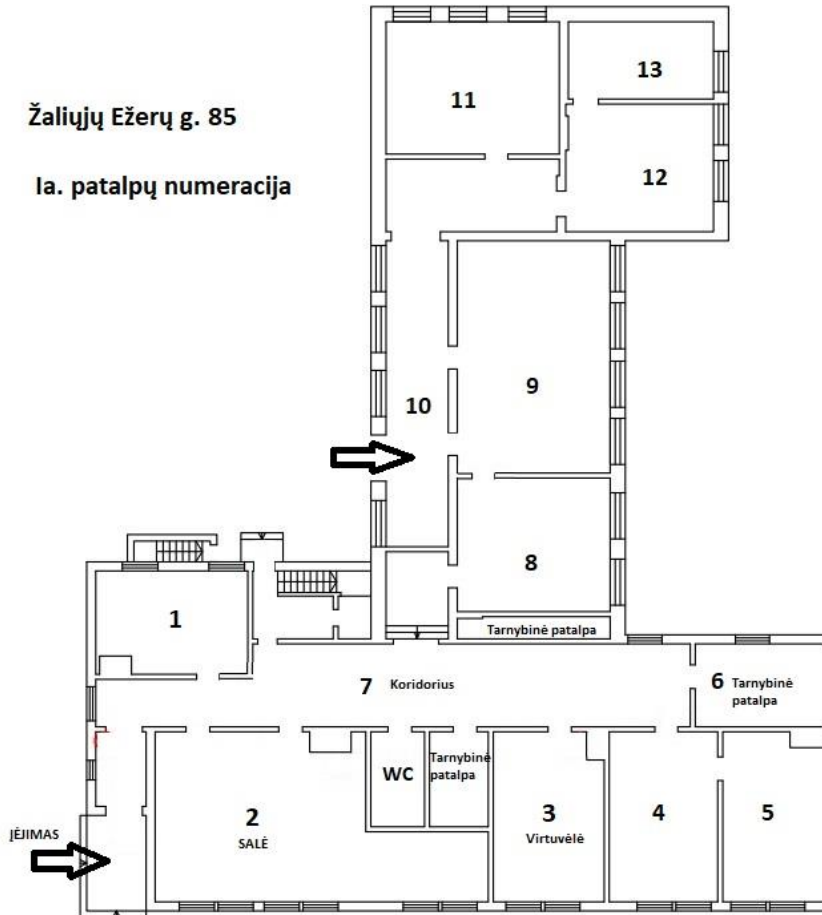 Žaliųjų Ežerų g. 85
Ia. patalpų numeracija
11
13
12
10
9
8
Tarnybinė patalpa
1
7 Koridorius
6 Tarnybinė
patalpa
WC
Tarnybinė
patalpa
2
SALĖ
3
Virtuvėlė
4
5
ĮĖJIMAS